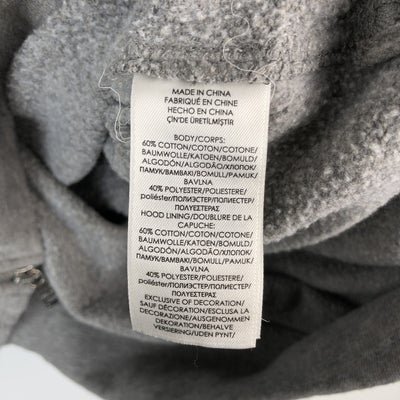 MADE IN CHINA
FABRIQUÉ EN CHINE
HECHO EN CHINA
ÇİN'DE ÜRETİLMİŞTİR
BODY/CORPS:
60% COTTON/COTON/COTONE/
BAUMWOLLE/KATOEN/BOMULD/
ALGODÓN/ALGODÃO/ХЛОПОК/
ПАМУК/BAMBAKI/BOMULL/PAMUK/
BAVLNA
40% POLYESTER/POLIESTERE/
poliéster/ПОЛИЭСТЕР/ПОЛИЕСТЕР/
ΠΟΛΥΕΣΤΕΡΑΣ
HOOD LINING/DOUBLURE DE LA
CAPUCHE:
60% COTTON/COTON/COTONE/
BAUMWOLLE/KATOEN/BOMULD/
ALGODÓN/ALGODÃO/ХЛОПОК/
ПАМУК/BAMBAKI/BOMULL/PAMUK/
BAVLNA
40% POLYESTER/POLIESTERE/
poliéster/ПОЛИЭСТЕР/ПОЛИЕСТЕР/
ΠΟΛΥΕΣΤΕΡΑΣ
EXCLUSIVE OF DECORATION/
SAUF DÉCORATION/ESCLUSA LA
DECORAZIONE/AUSGENOMMEN
DEKORATION/BEHALVE
VERSIERING/UDEN PYNT/